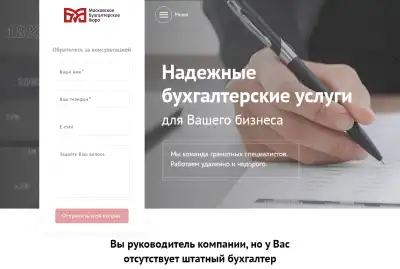 Московское
Бухгалтерское
Бюро
Меню
Обратитесь за консультацией
Ваше имя *
Ваш телефон *
E-mail
Задайте Ваш вопрос
Отправить мой вопрос
Надежные
бухгалтерские услуги
для Вашего бизнеса
Мы команда грамотных специалистов.
Работаем удаленно и недорого.
Вы руководитель компании, но у Вас
отсутствует штатный бухгалтер